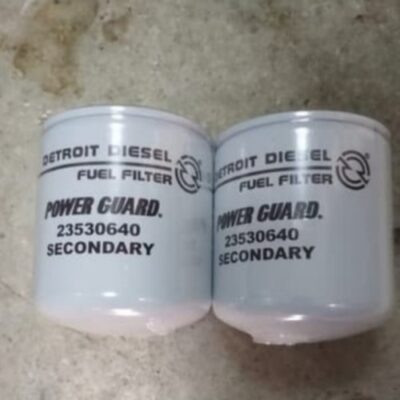 DETROIT DIESEL
FUEL FILTER
POWER GUARD.
23530640
SECONDARY
DETROIT DIESEL
FUEL FILTER
POWER GUARD.
23530640
SECONDARY